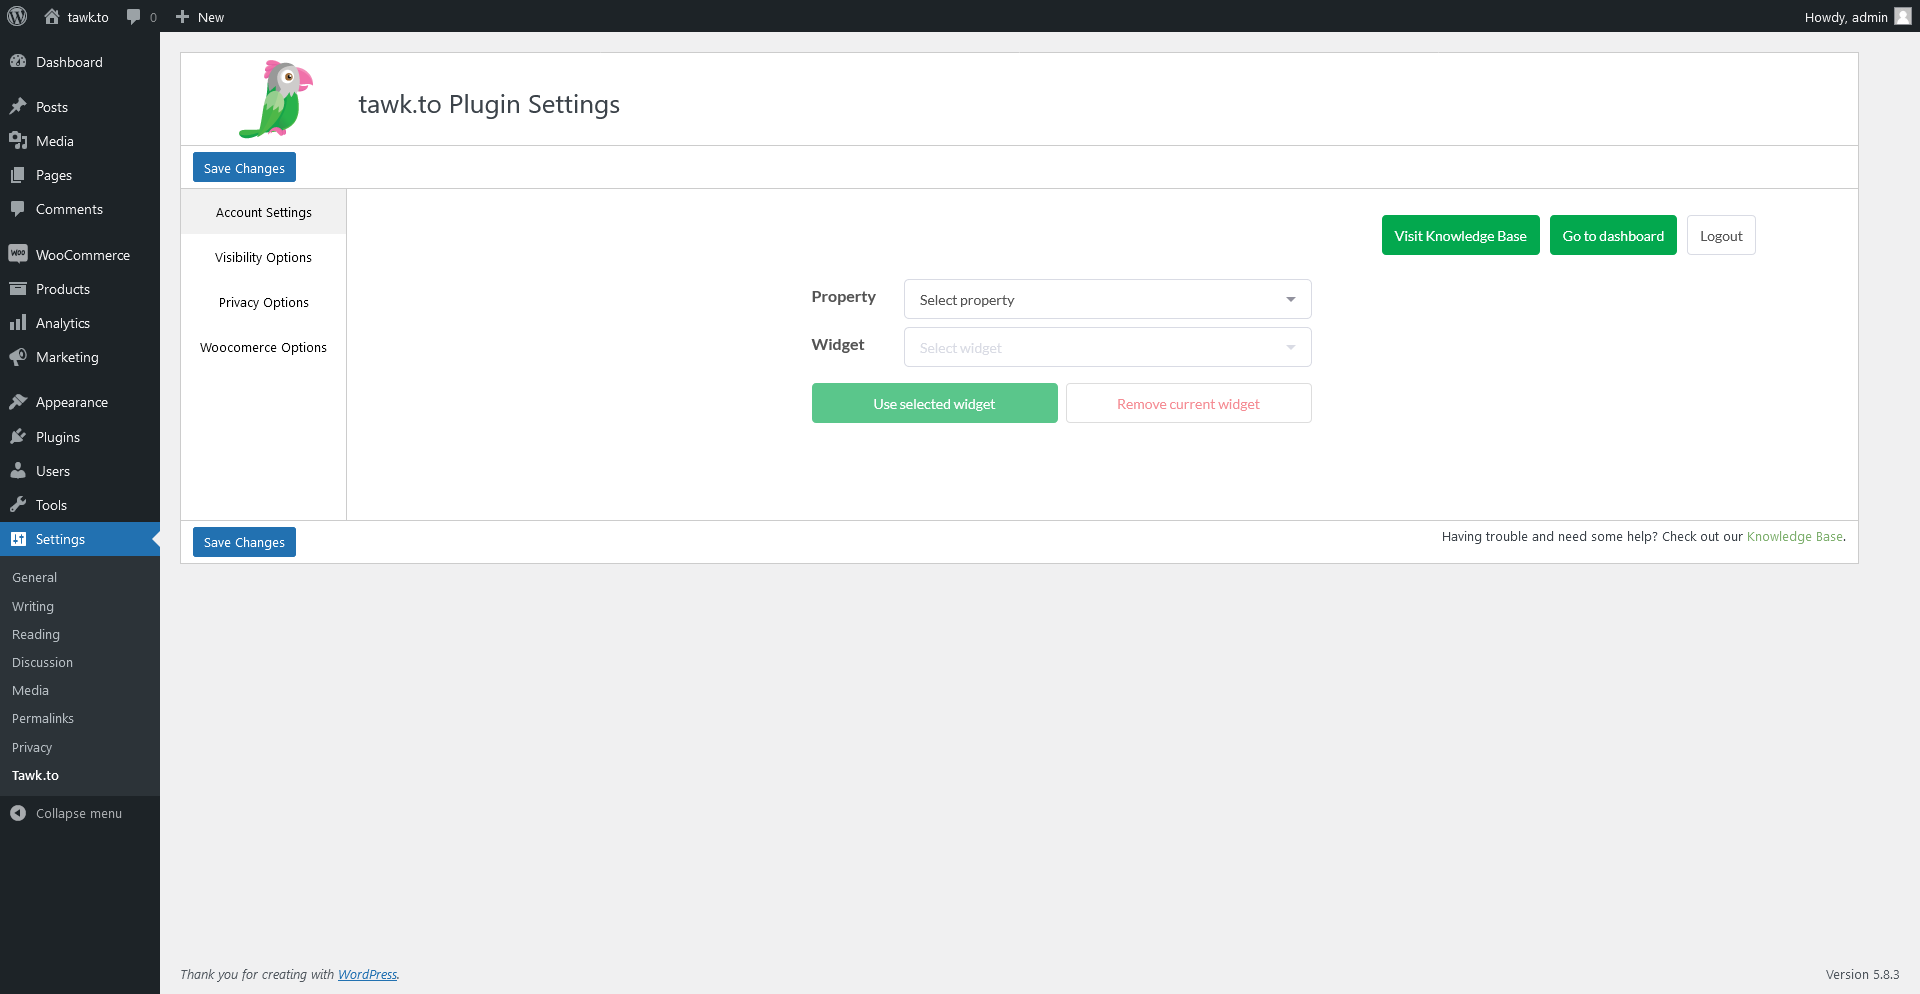 tawk.to 0 New Howdy, admin
Dashboard
Posts
Media
Pages
Comments
WooCommerce
Products
Analytics
Marketing
Appearance
Plugins
Users
Tools
Settings
General
Writing
Reading
Discussion
Media
Permalinks
Privacy
Tawk.to
Collapse menu
tawk.to Plugin Settings
Save Changes
Account Settings
Visibility Options
Privacy Options
Woocomerce Options
Visit Knowledge Base Go to dashboard Logout
Property Select property
Widget Select widget
Use selected widget Remove current widget
Save Changes
Having trouble and need some help? Check out our Knowledge Base.
Thank you for creating with WordPress.
Version 5.8.3